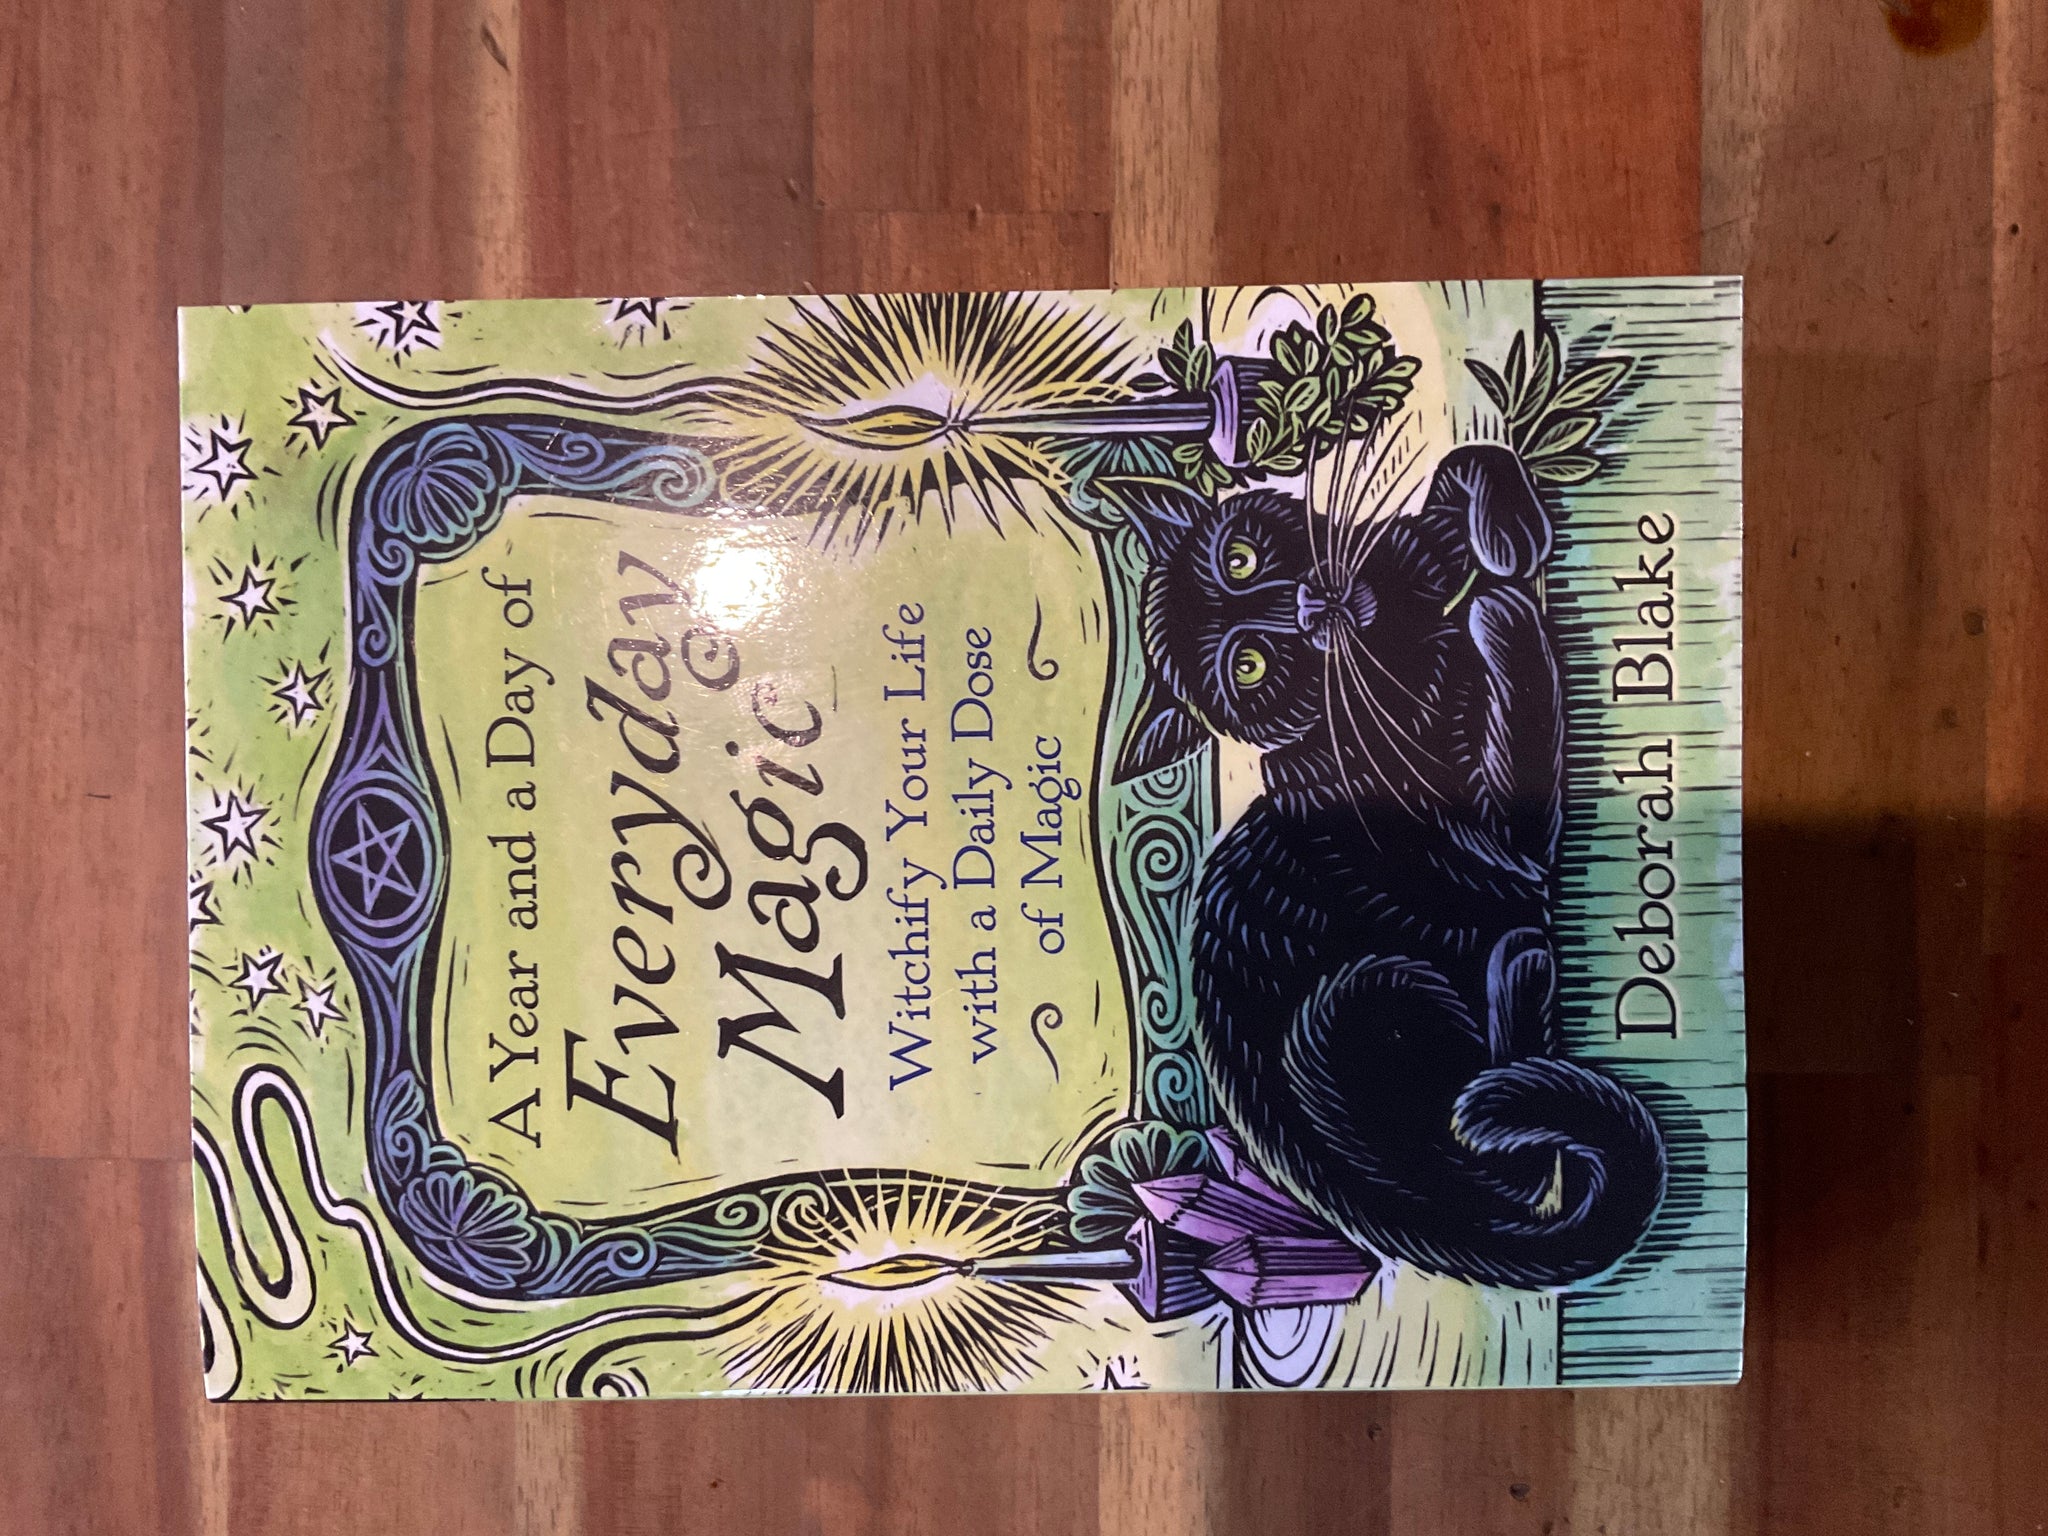 A Year and a Day of
Everyday
Magic
Witchify Your Life
with a Daily Dose
of Magic
Deborah Blake